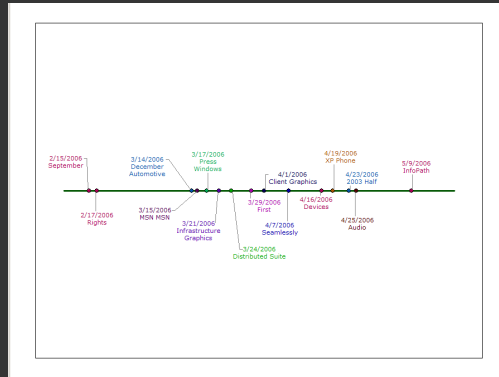 2/15/2006
September
2/17/2006
Rights
3/14/2006
December
Automotive
3/15/2006
MSN MSN
3/17/2006
Press
Windows
3/21/2006
Infrastructure
Graphics
3/24/2006
Distributed Suite
3/29/2006
First
4/1/2006
Client Graphics
4/7/2006
Seamlessly
4/16/2006
Devices
4/19/2006
XP Phone
4/23/2006
2003 Half
4/25/2006
Audio
5/9/2006
InfoPath